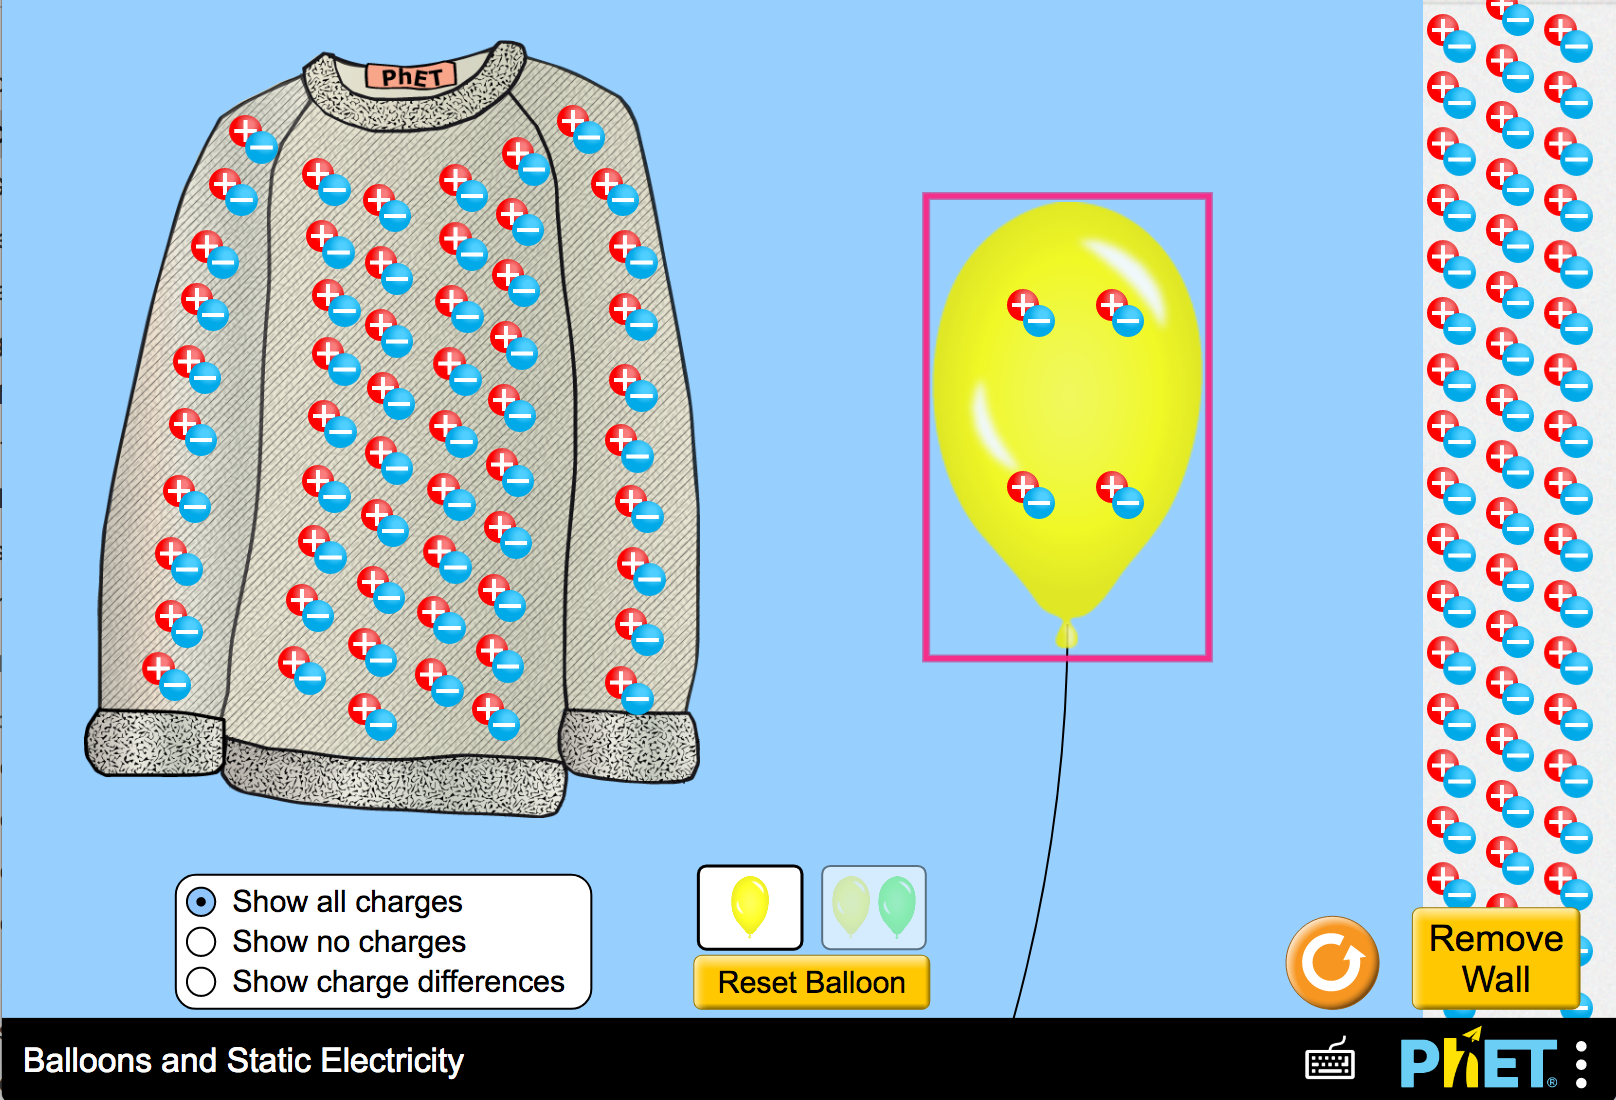 PhET
Show all charges
Show no charges
Show charge differences
Reset Balloon
Remove
Wall
Balloons and Static Electricity
PhET®